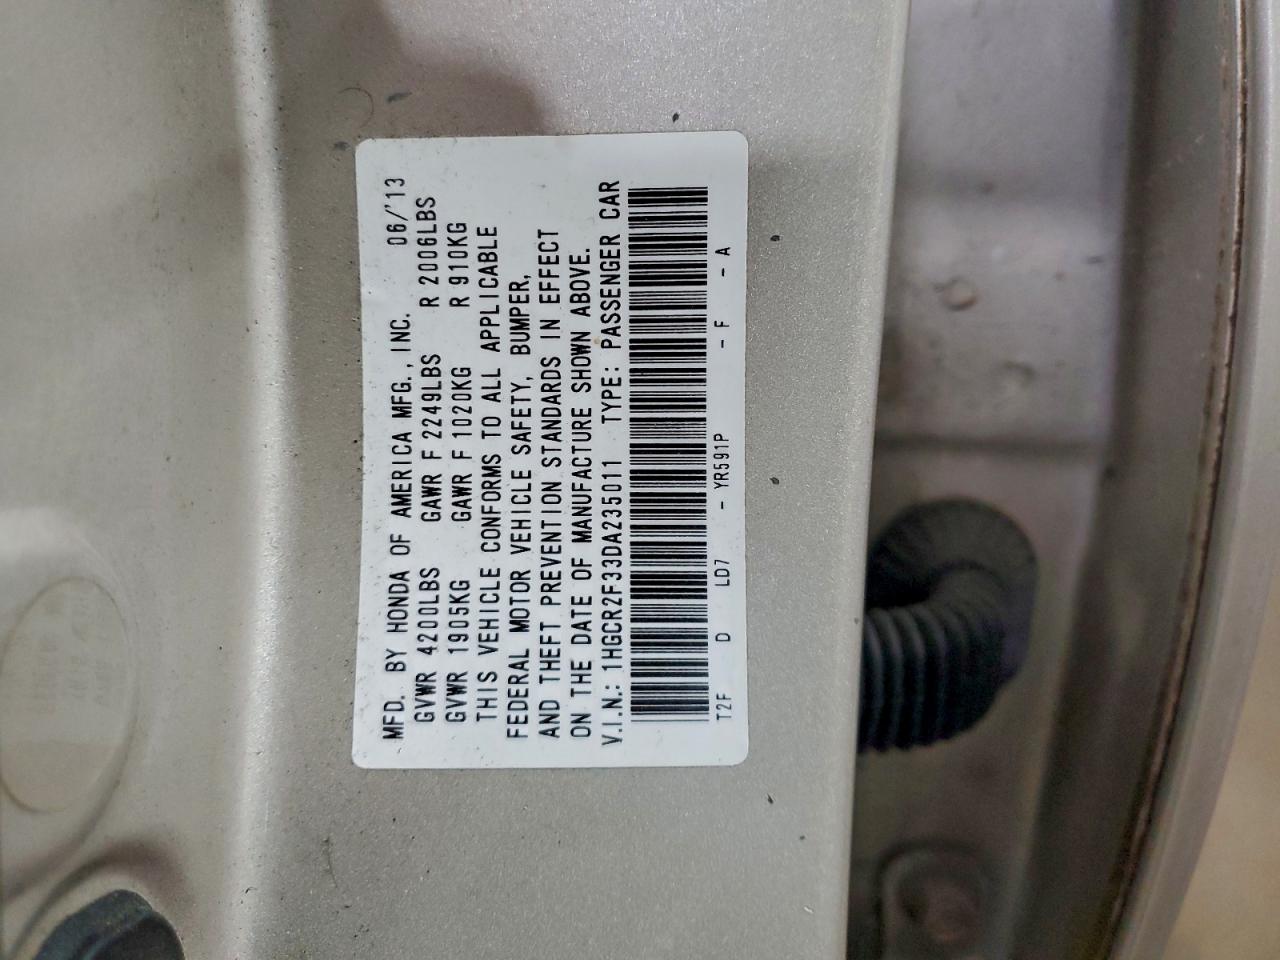 MFD. BY HONDA OF AMERICA MFG., INC. 06/'13
GVWR 4200LBS GAWR F 2249LBS R 2006LBS
GVWR 1905KG GAWR F 1020KG R 910KG
THIS VEHICLE CONFORMS TO ALL APPLICABLE
FEDERAL MOTOR VEHICLE SAFETY, BUMPER,
AND THEFT PREVENTION STANDARDS IN EFFECT
ON THE DATE OF MANUFACTURE SHOWN ABOVE.
V.I.N.: 1HGCR2F33DA235011 TYPE: PASSENGER CAR
T2F D LD7 - YR591P - F - A